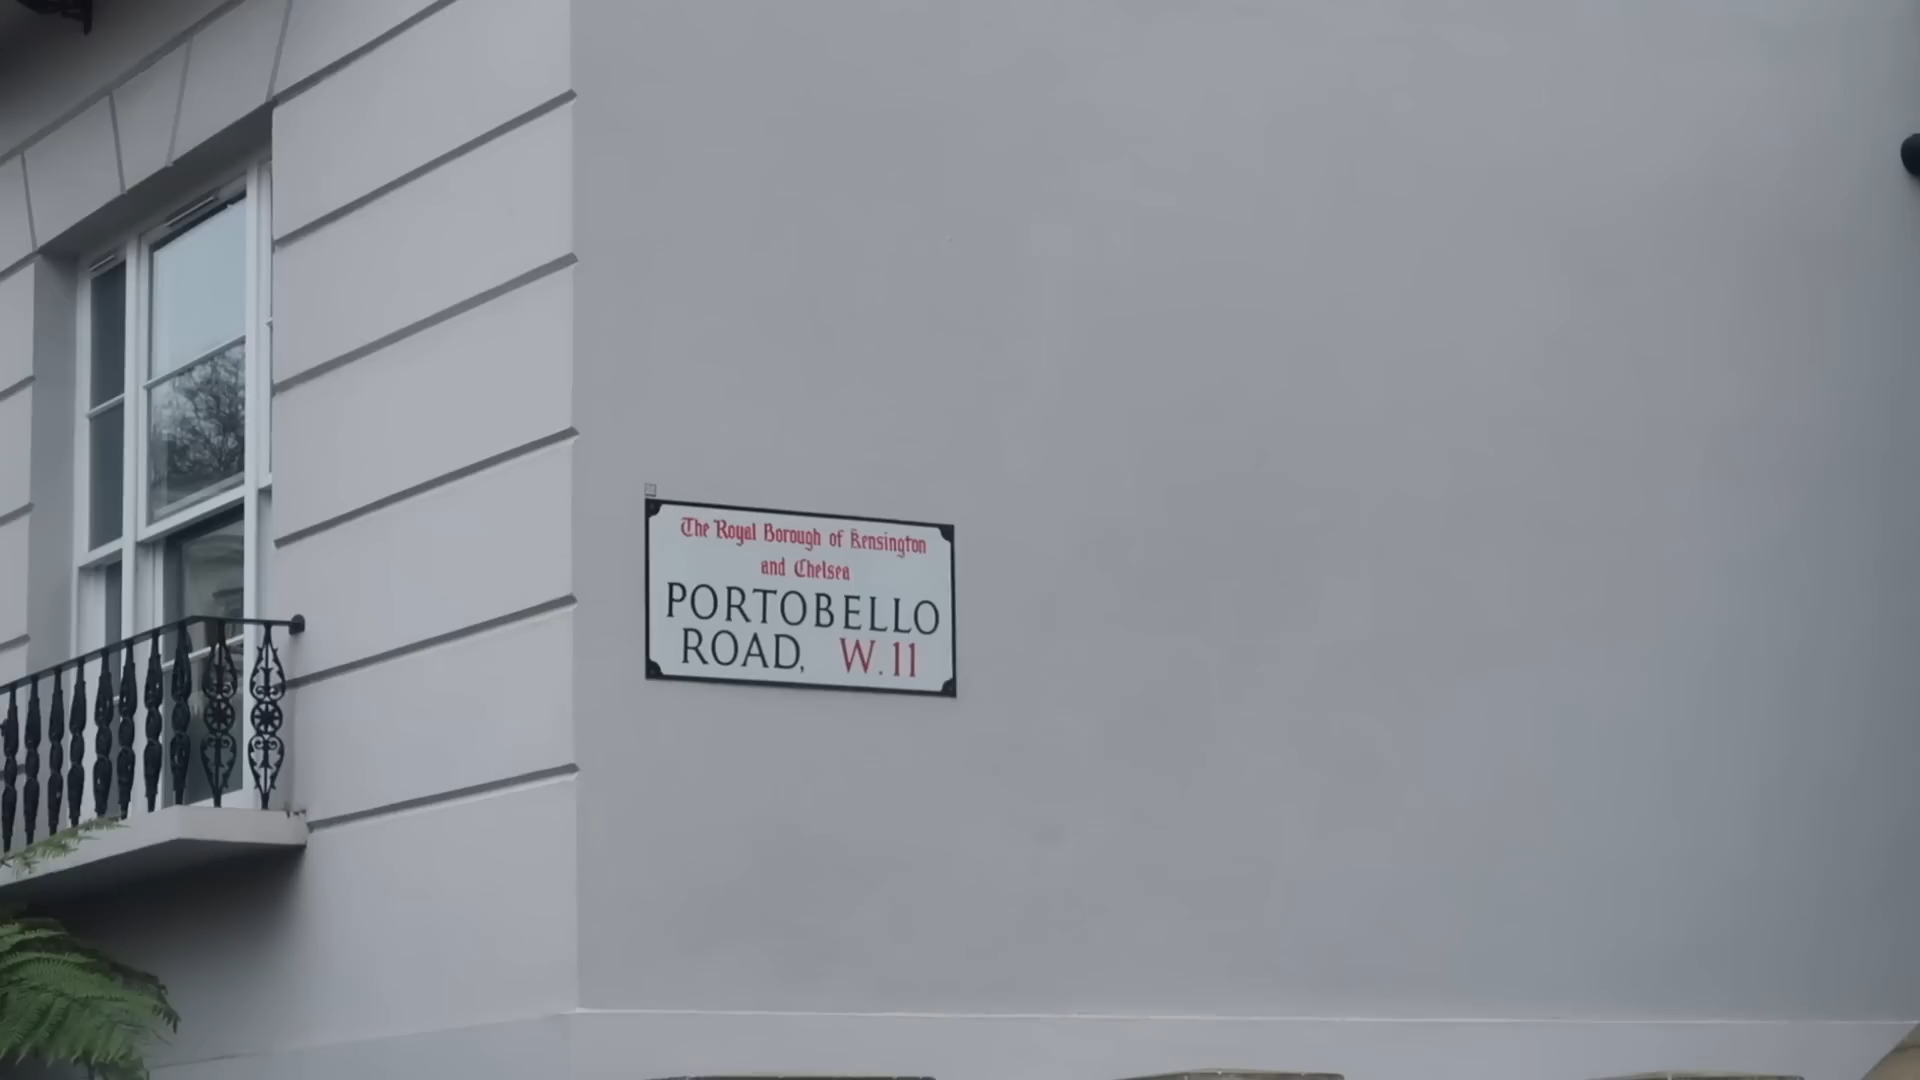 The Royal Borough of Kensington
and Chelsea
PORTOBELLO
ROAD, W.11